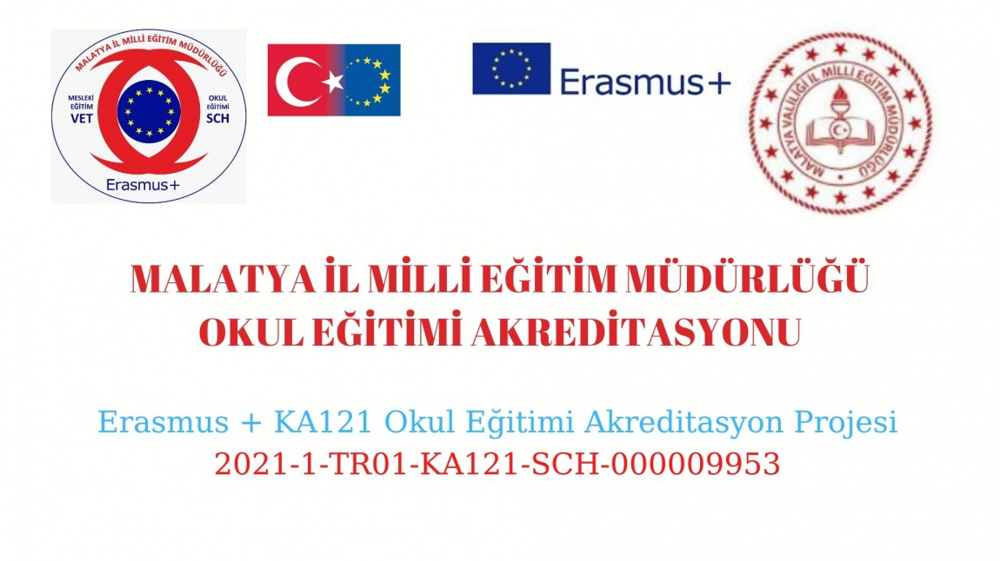 MALATYA İL MİLLİ EĞİTİM MÜDÜRLÜĞÜ
MESLEKİ
EĞİTİM
VET
OKUL
EĞİTİMİ
SCH
Erasmus+
Erasmus+
MALATYA VALİLİĞİ İL MİLLİ EĞİTİM MÜDÜRLÜĞÜ
MALATYA İL MİLLİ EĞİTİM MÜDÜRLÜĞÜ
OKUL EĞİTİMİ AKREDİTASYONU
Erasmus + KA121 Okul Eğitimi Akreditasyon Projesi
2021-1-TR01-KA121-SCH-000009953